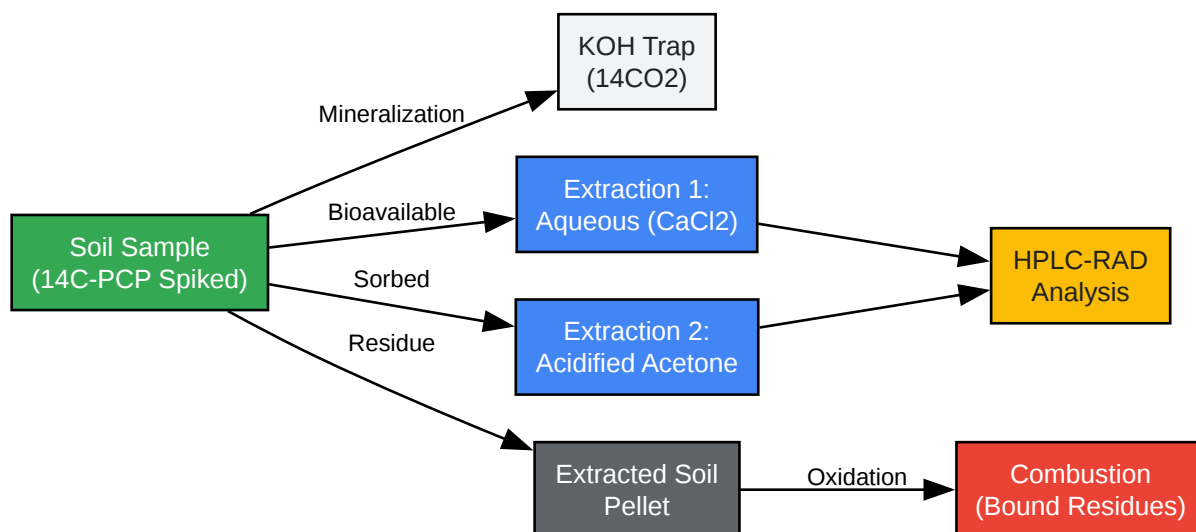 KOH Trap
(14CO2)
Mineralization
Extraction 1:
Aqueous (CaCl2)
Bioavailable
Soil Sample
(14C-PCP Spiked)
HPLC-RAD
Analysis
Sorbed
Extraction 2:
Acidified Acetone
Residue
Extracted Soil
Pellet
Oxidation
Combustion
(Bound Residues)